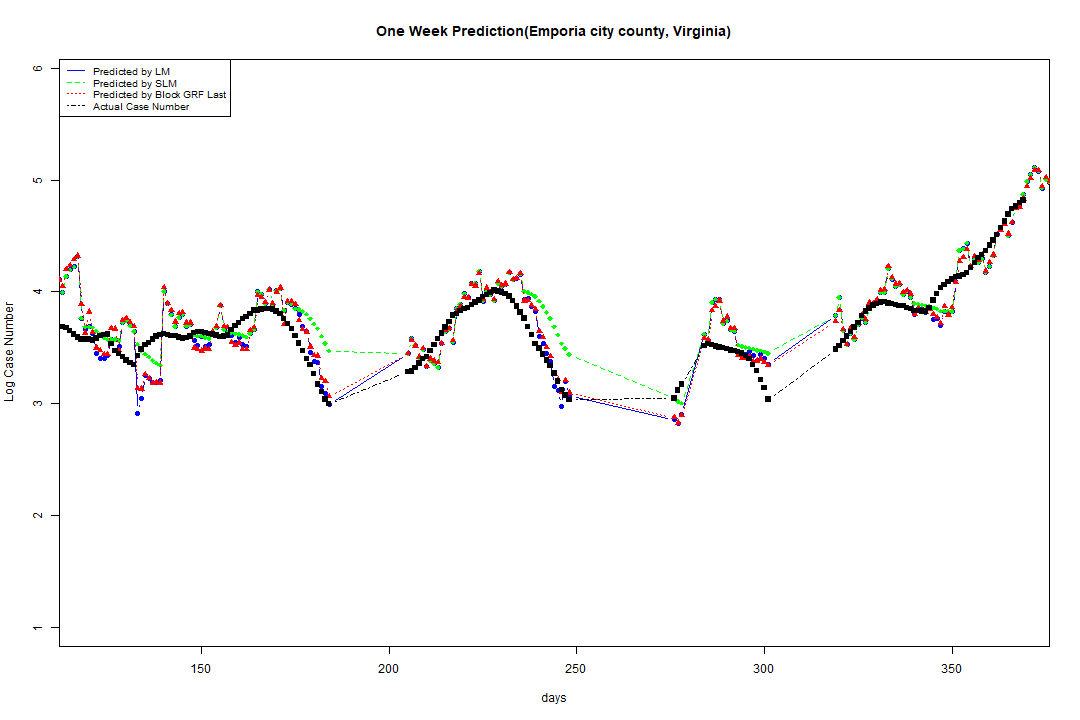 One Week Prediction(Emporia city county, Virginia)
Predicted by LM
Predicted by SLM
Predicted by Block GRF Last
Actual Case Number
Log Case Number
6
5
4
3
2
1
150
200
250
300
350
days